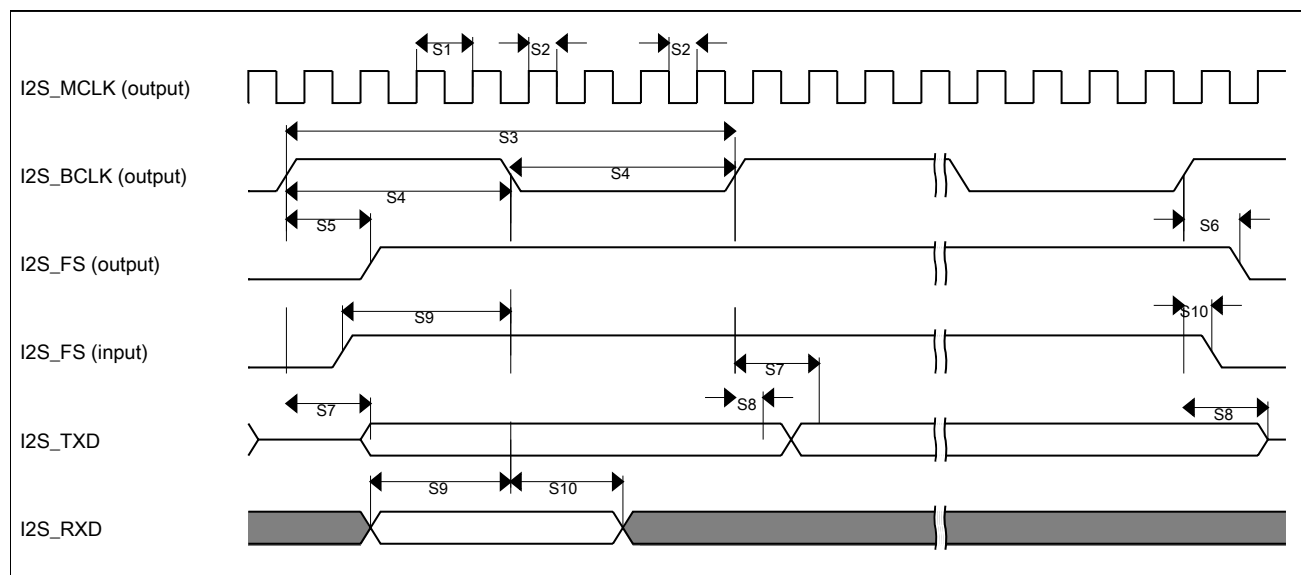 S1 S2 S2
I2S_MCLK (output)
S3
I2S_BCLK (output)
S4
S4
S5 S6
I2S_FS (output)
S9 S10
I2S_FS (input)
S7
S7 S8 S8
I2S_TXD
S9 S10
I2S_RXD